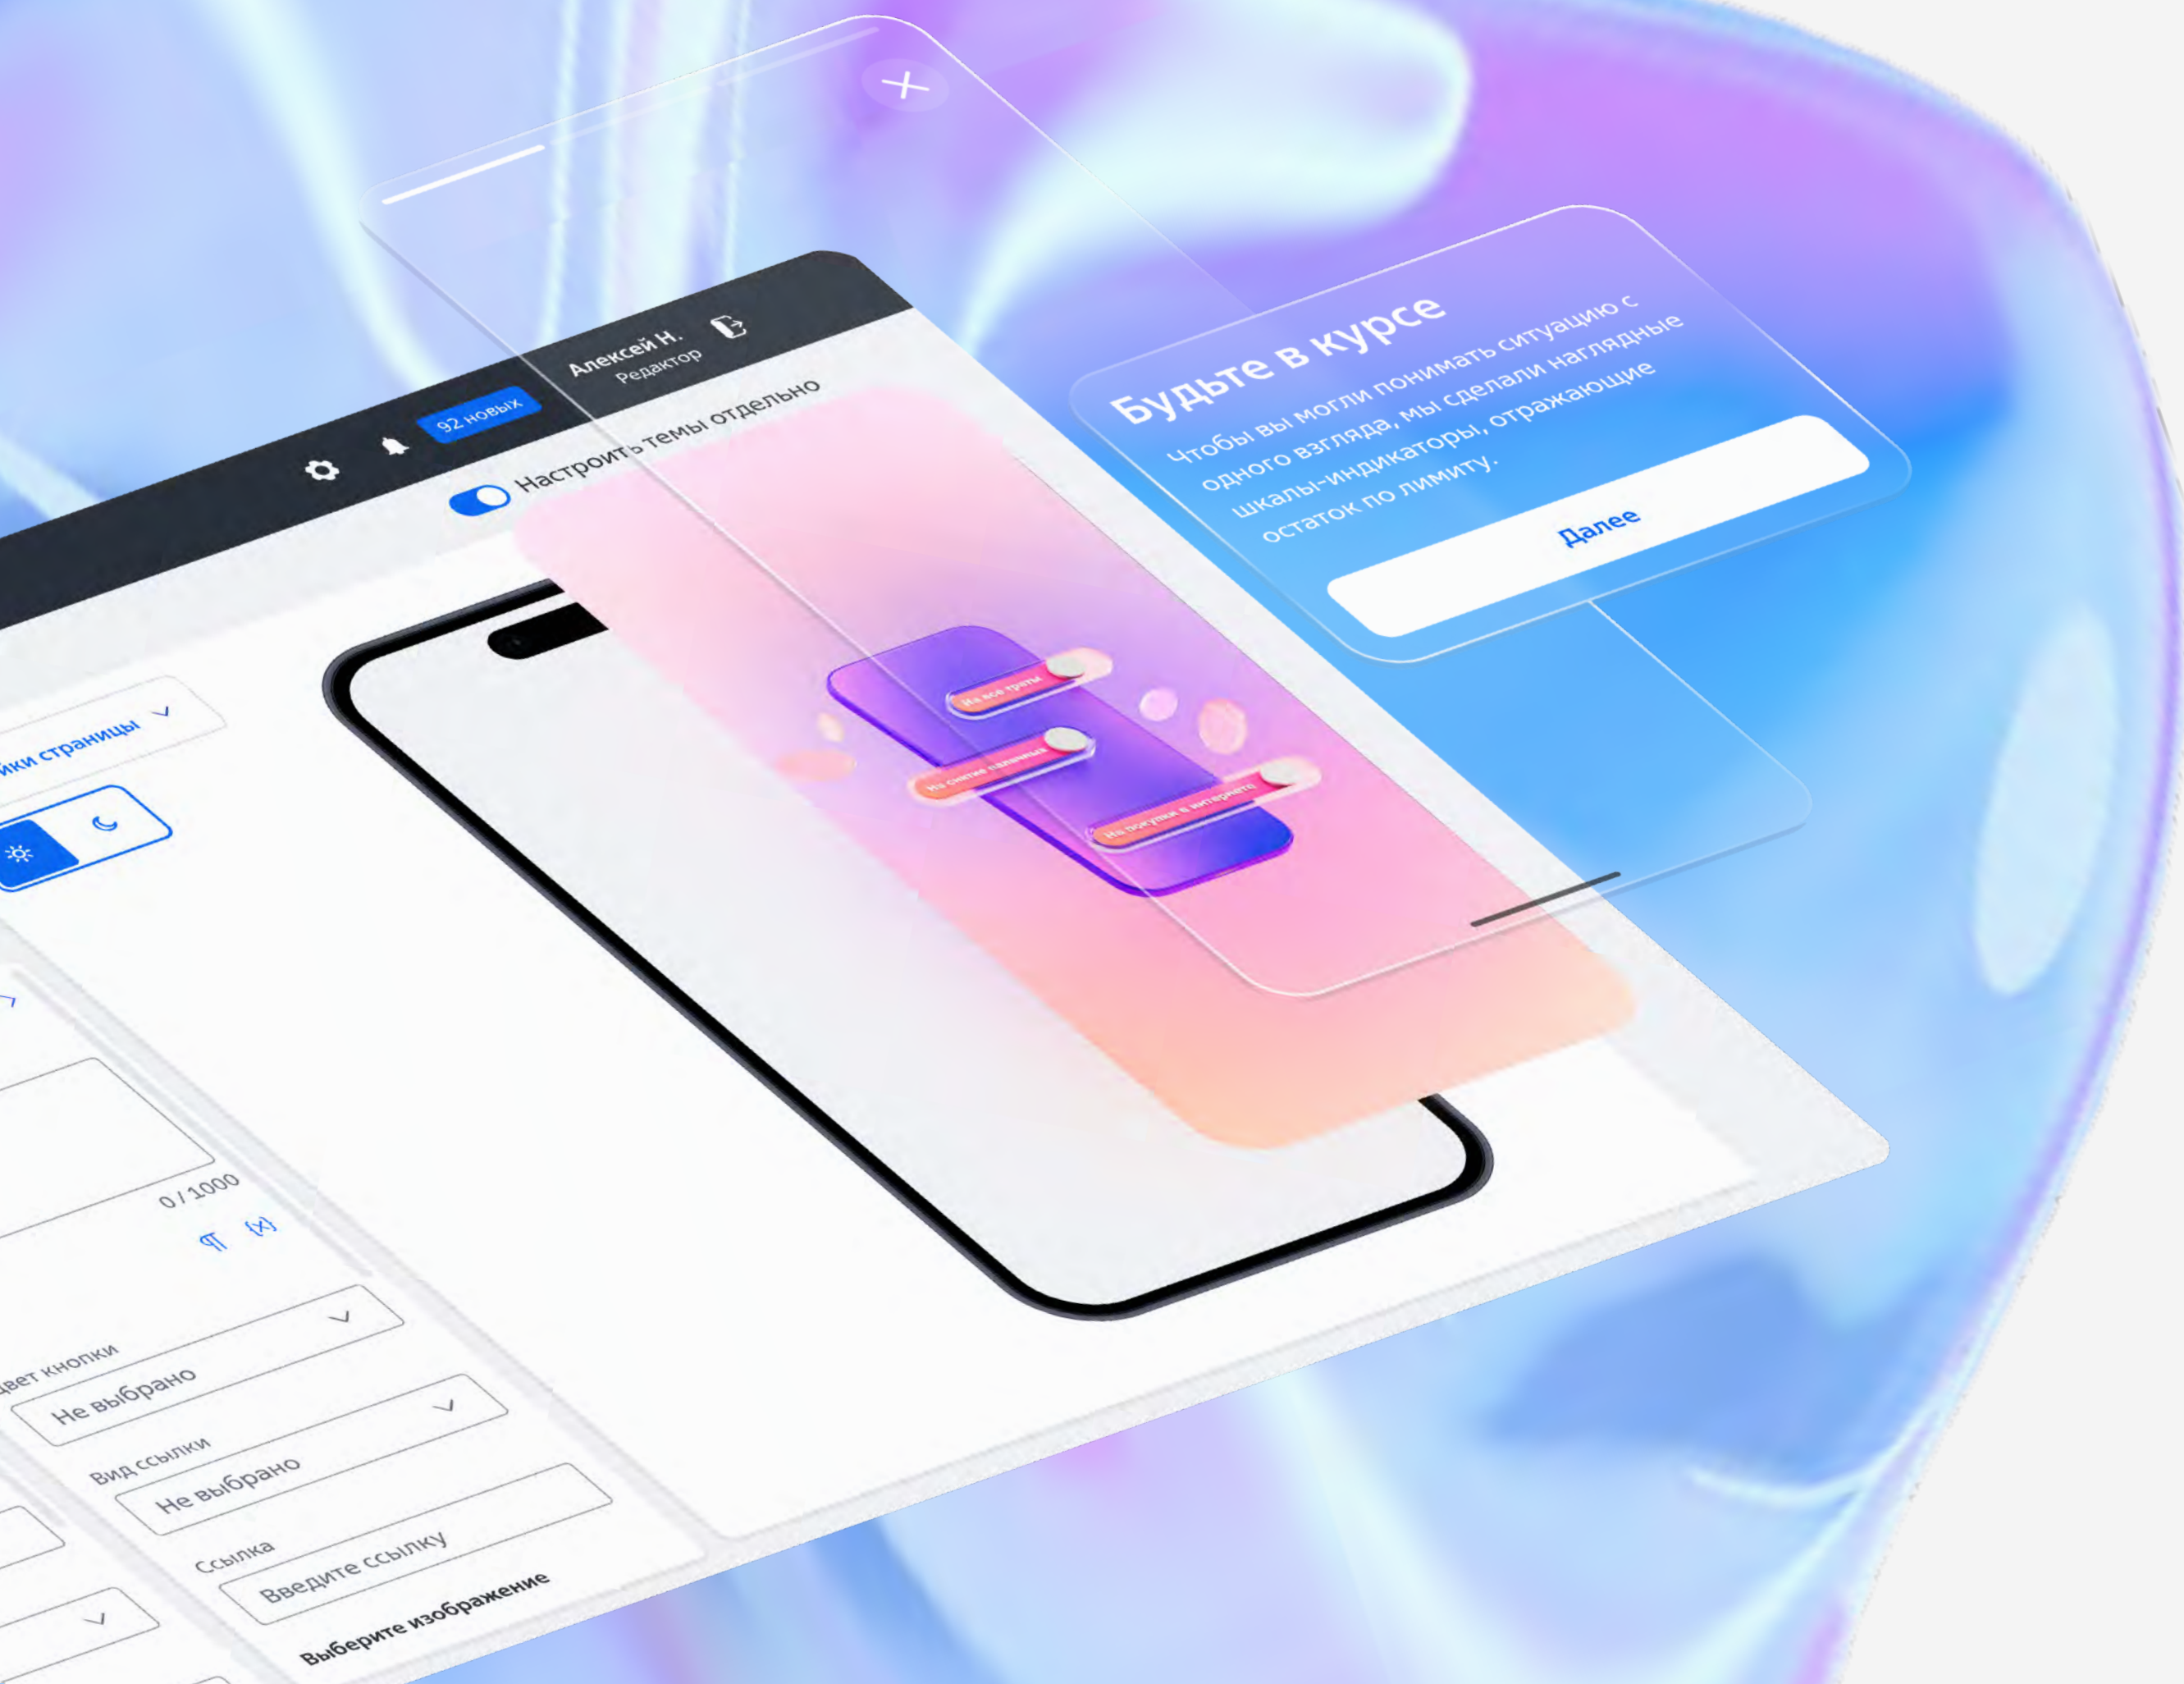 Алексей Н.
Редактор
92 новых
Настроить темы отдельно
страницы
0 / 1000
{x}
кнопки
Не выбрано
Вид ссылки
Не выбрано
Ссылка
Введите ссылку
Выберите изображение
На все траты
На снятие наличных
На покупки в интернете
Будьте в курсе
Чтобы вы могли понимать ситуацию с
одного взгляда, мы сделали наглядные
шкалы-индикаторы, отражающие
остаток по лимиту.
Далее